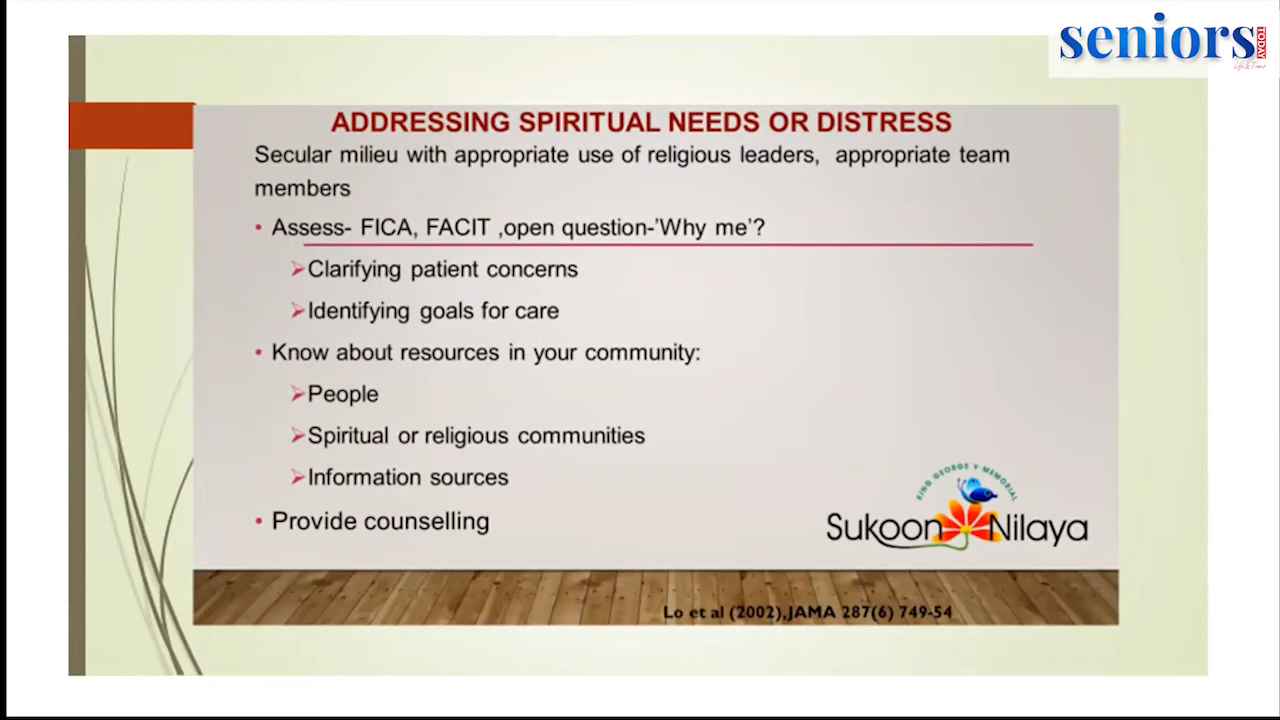 seniors
TODAY
Life & Times
ADDRESSING SPIRITUAL NEEDS OR DISTRESS
Secular milieu with appropriate use of religious leaders, appropriate team
members
• Assess- FICA, FACIT ,open question-'Why me'?
➢Clarifying patient concerns
➢Identifying goals for care
• Know about resources in your community:
➢People
➢Spiritual or religious communities
➢Information sources
• Provide counselling
KING GEORGE V MEMORIAL
Sukoon Nilaya
Lo et al (2002),JAMA 287(6) 749-54